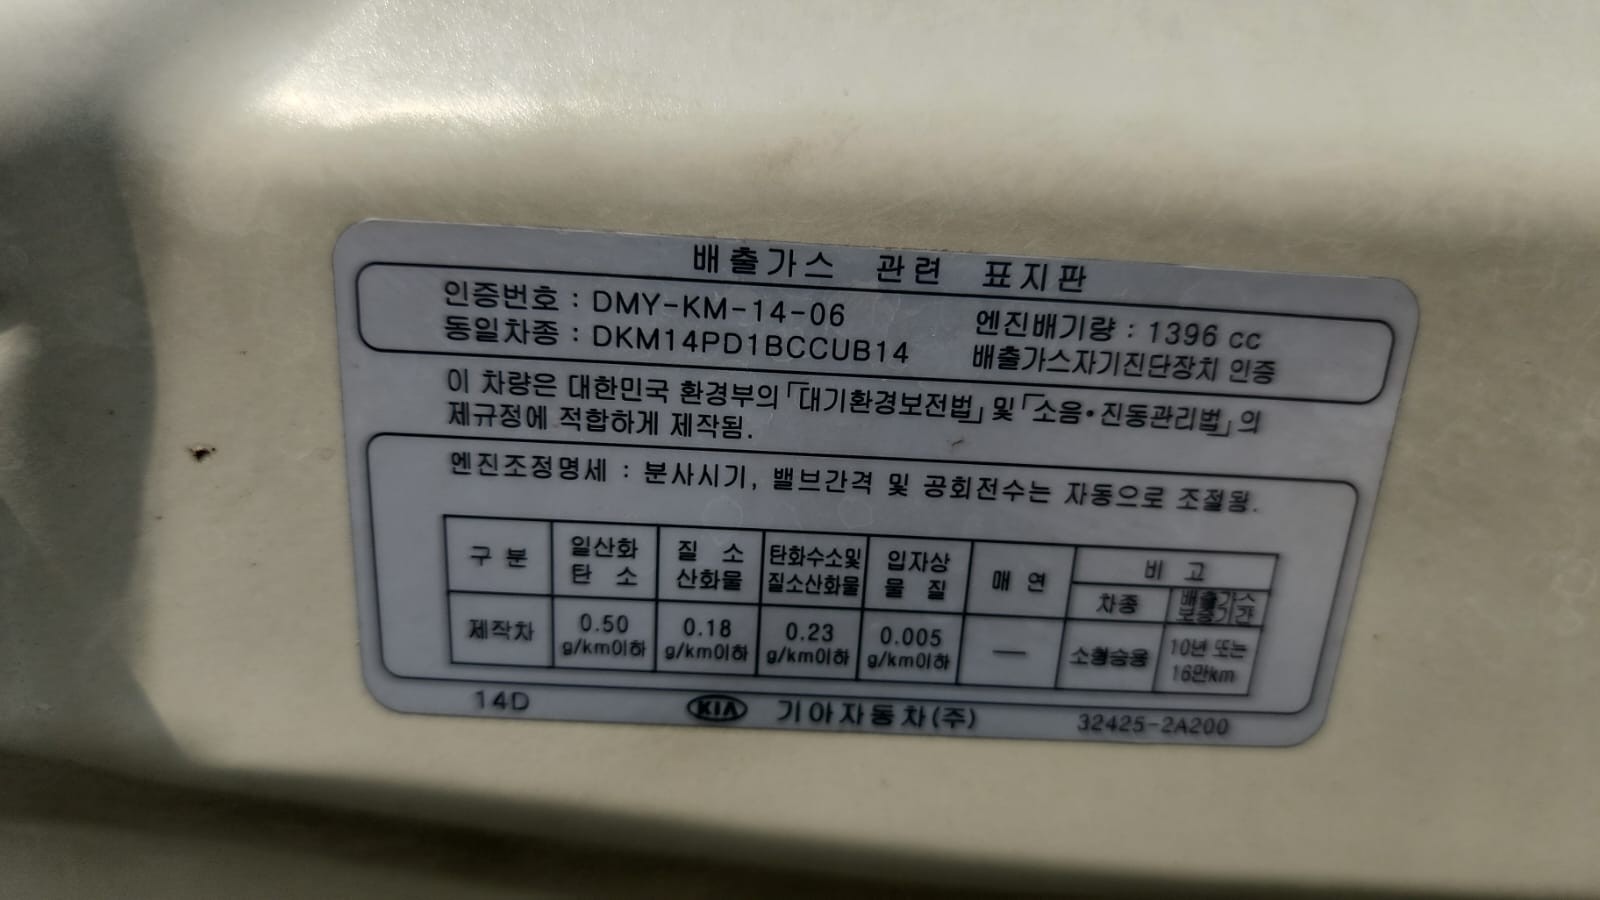 배출가스 관련 표지판
인증번호 : DMY-KM-14-06 엔진배기량 : 1396 cc
동일차종 : DKM14PD1BCCUB14 배출가스자기진단장치 인증
이 차량은 대한민국 환경부의 「대기환경보전법」 및 「소음·진동관리법」의
제규정에 적합하게 제작됨.
엔진조정명세 : 분사시기, 밸브간격 및 공회전수는 자동으로 조절됨.
구 분 일산화 탄 소 질 소 산화물 탄화수소및 질소산화물 입자상 물 질 매 연 비 고
차종 배출가스 보증기간
제작차 0.50 g/km이하 0.18 g/km이하 0.23 g/km이하 0.005 g/km이하 — 소형승용 10년 또는 16만km
14D KIA 기아자동차(주) 32425-2A200